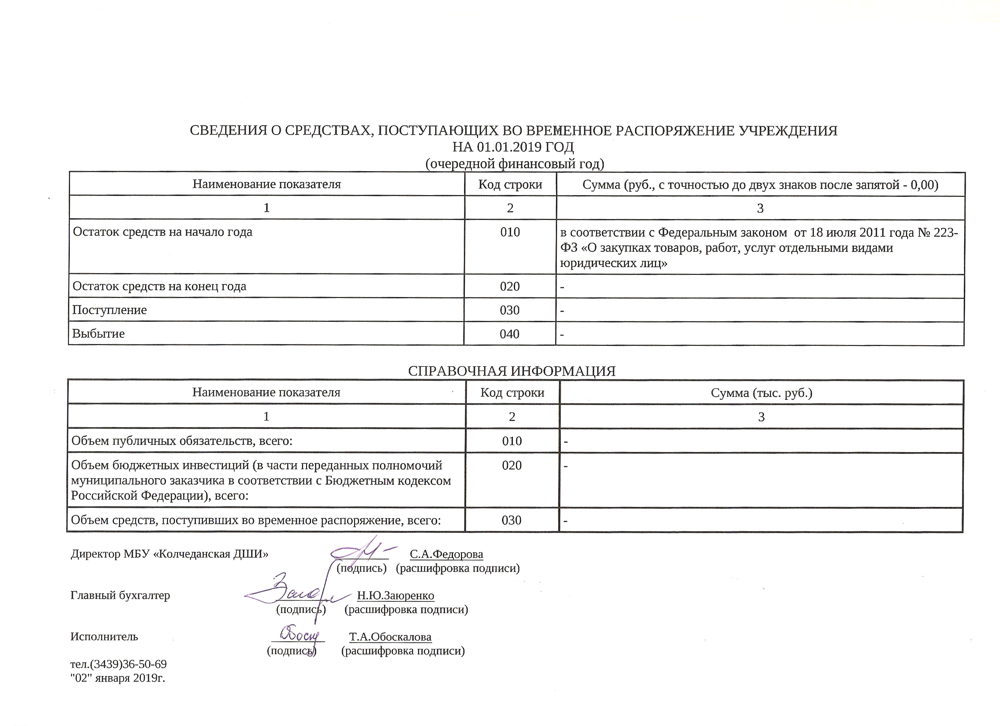 СВЕДЕНИЯ О СРЕДСТВАХ, ПОСТУПАЮЩИХ ВО ВРЕМЕННОЕ РАСПОРЯЖЕНИЕ УЧРЕЖДЕНИЯ
НА 01.01.2019 ГОД
(очередной финансовый год)
Наименование показателя Код строки Сумма (руб., с точностью до двух знаков после запятой - 0,00)
1 2 3
Остаток средств на начало года 010 в соответствии с Федеральным законом от 18 июля 2011 года № 223-
ФЗ «О закупках товаров, работ, услуг отдельными видами
юридических лиц»
Остаток средств на конец года 020 -
Поступление 030 -
Выбытие 040 -
СПРАВОЧНАЯ ИНФОРМАЦИЯ
Наименование показателя Код строки Сумма (тыс. руб.)
1 2 3
Объем публичных обязательств, всего: 010 -
Объем бюджетных инвестиций (в части переданных полномочий 020 -
муниципального заказчика в соответствии с Бюджетным кодексом
Российской Федерации), всего:
Объем средств, поступивших во временное распоряжение, всего: 030 -
Директор МБУ «Колчеданская ДШИ» С.А.Федорова
(подпись) (расшифровка подписи)
Главный бухгалтер Н.Ю.Заюренко
(подпись) (расшифровка подписи)
Исполнитель Т.А.Обоскалова
(подпись) (расшифровка подписи)
тел.(3439)36-50-69
"02" января 2019г.